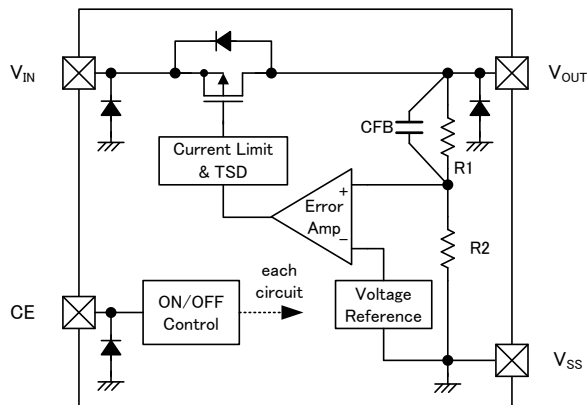 VIN
VOUT
CFB
R1
Current Limit
& TSD
+
Error
Amp
−
R2
each
circuit
CE
ON/OFF
Control
Voltage
Reference
VSS